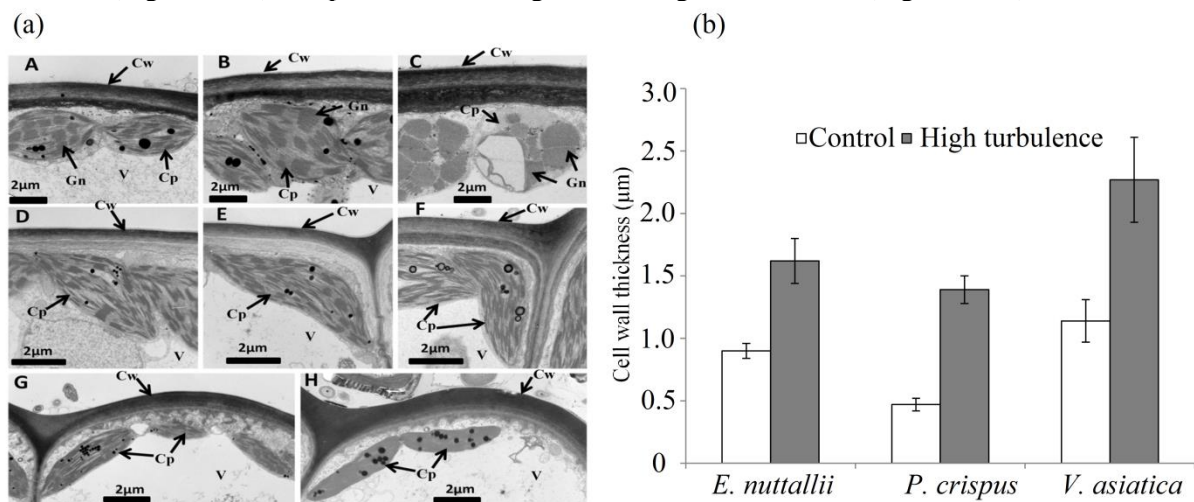 (a)
(b)
A
Cw
Gn
V
Cp
2μm
B
Cw
Gn
Cp
V
2μm
C
Cw
Cp
Gn
2μm
D
Cw
Cp
V
2μm
E
Cw
Cp
V
2μm
F
Cw
Cp
V
2μm
G
Cw
Cp
V
2μm
H
Cw
Cp
V
2μm
Cell wall thickness (μm)
3.0
2.5
2.0
1.5
1.0
0.5
0
Control
High turbulence
E. nuttallii
P. crispus
V. asiatica